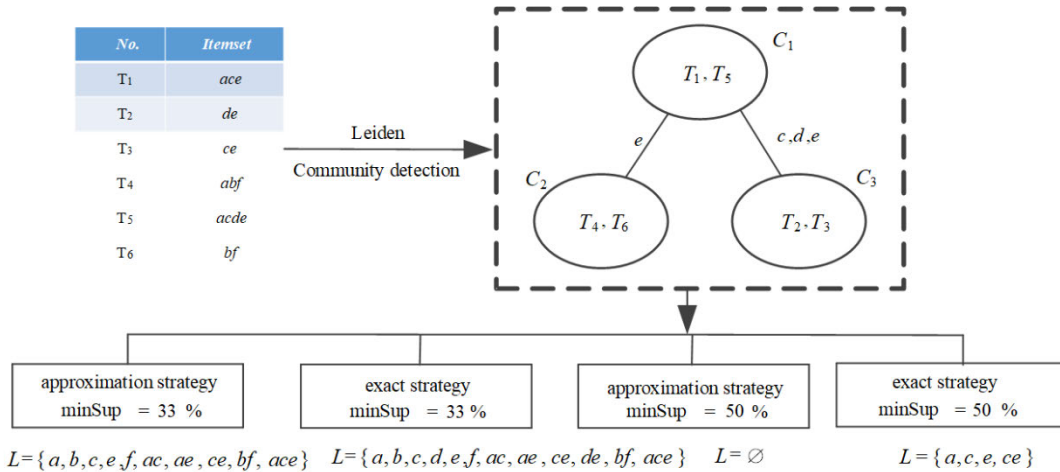 No. Itemset
T1 ace
T2 de
T3 ce
T4 abf
T5 acde
T6 bf
Leiden
Community detection
C1
T1, T5
e
c,d,e
C2
C3
T4, T6
T2, T3
approximation strategy
minSup = 33 %
exact strategy
minSup = 33 %
approximation strategy
minSup = 50 %
exact strategy
minSup = 50 %
L={a,b,c,e,f,ac,ae,ce,bf,ace}
L={a,b,c,d,e,f,ac,ae,ce,de,bf,ace}
L=∅
L={a,c,e,ce}